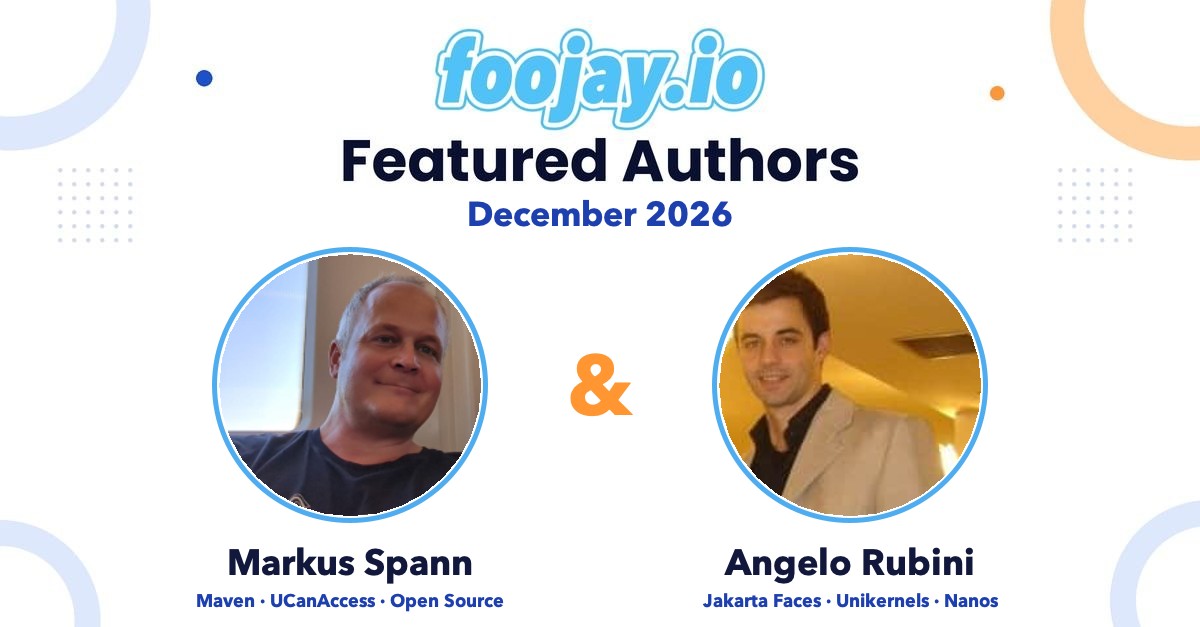 foojay.io
Featured Authors
December 2026
&
Markus Spann
Angelo Rubini
Maven · UCanAccess · Open Source
Jakarta Faces · Unikernels · Nanos